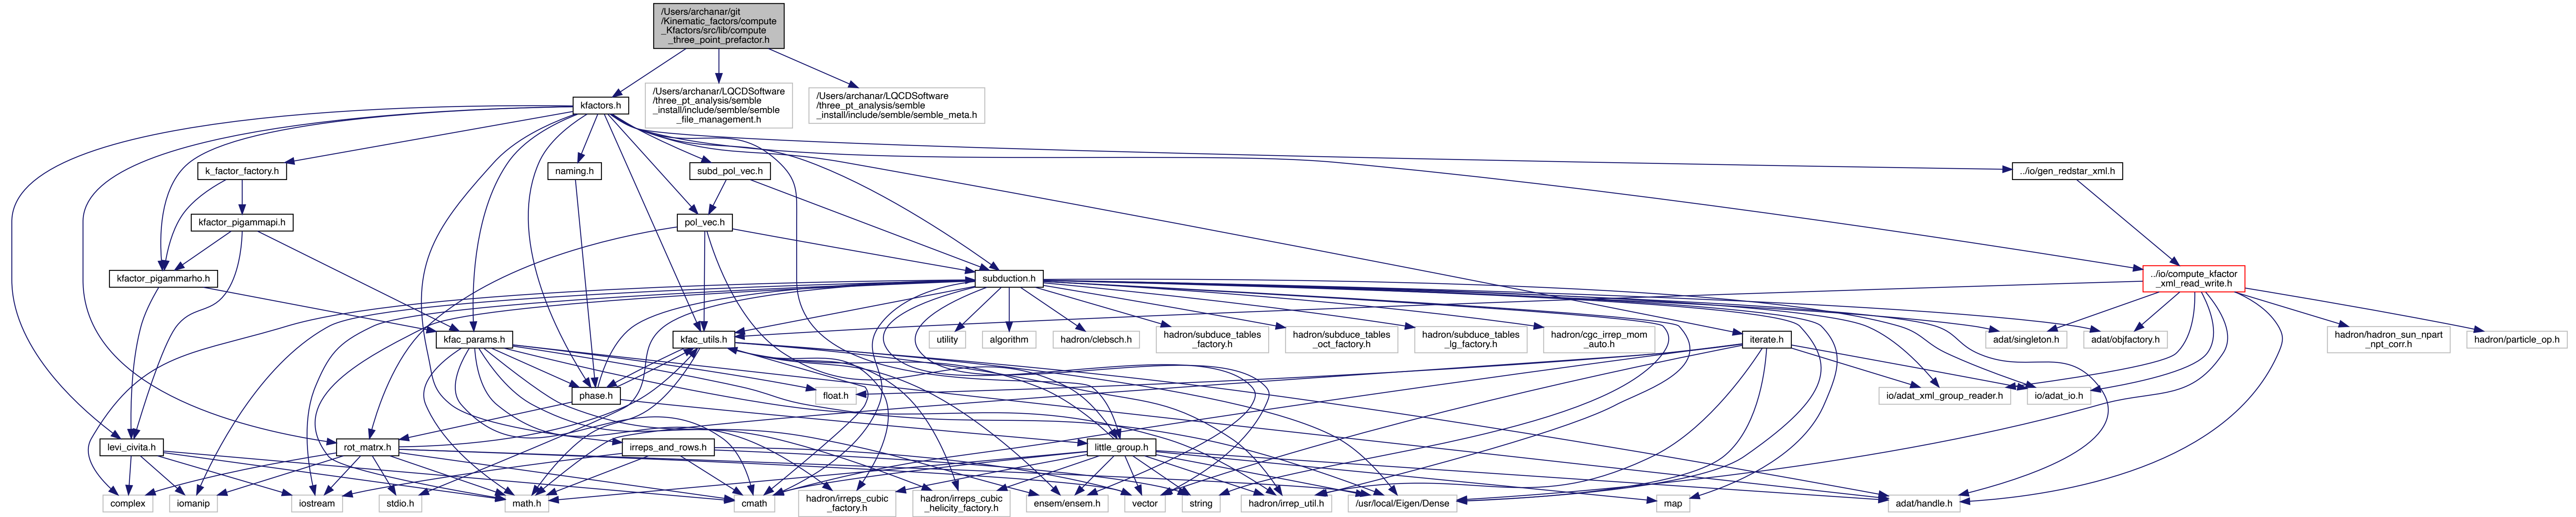 /Users/archanar/git
/Kinematic_factors/compute
_Kfactors/src/lib/compute
_three_point_prefactor.h
kfactors.h
/Users/archanar/LQCDSoftware
/three_pt_analysis/semble
_install/include/semble/semble
_file_management.h
/Users/archanar/LQCDSoftware
/three_pt_analysis/semble
_install/include/semble/semble_meta.h
k_factor_factory.h
naming.h
subd_pol_vec.h
../io/gen_redstar_xml.h
kfactor_pigammapi.h
pol_vec.h
kfactor_pigammarho.h
subduction.h
../io/compute_kfactor
_xml_read_write.h
kfac_params.h
kfac_utils.h
utility
algorithm
hadron/clebsch.h
hadron/subduce_tables
_factory.h
hadron/subduce_tables
_oct_factory.h
hadron/subduce_tables
_lg_factory.h
hadron/cgc_irrep_mom
_auto.h
iterate.h
adat/singleton.h
adat/objfactory.h
hadron/hadron_sun_npart
_npt_corr.h
hadron/particle_op.h
phase.h
float.h
io/adat_xml_group_reader.h
io/adat_io.h
levi_civita.h
rot_matrx.h
irreps_and_rows.h
little_group.h
complex
iomanip
iostream
stdio.h
math.h
cmath
hadron/irreps_cubic
_factory.h
hadron/irreps_cubic
_helicity_factory.h
ensem/ensem.h
vector
string
hadron/irrep_util.h
/usr/local/Eigen/Dense
map
adat/handle.h